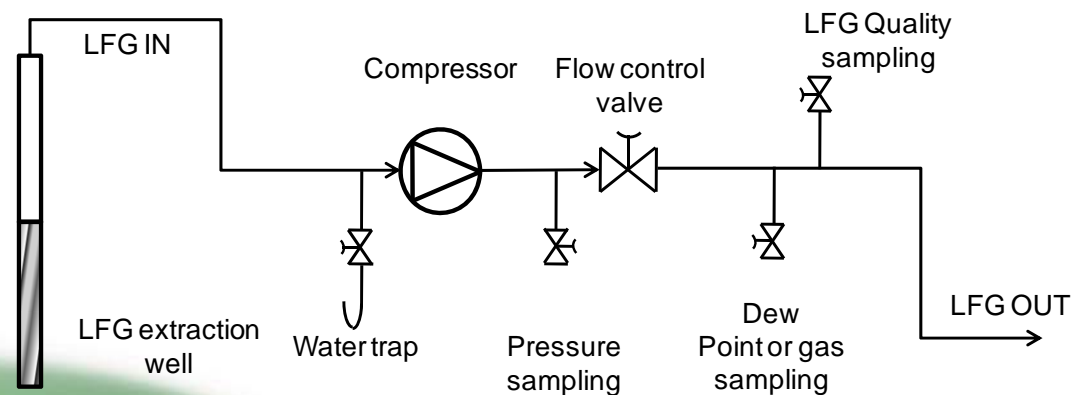 LFG IN
LFG Quality
sampling
Compressor
Flow control
valve
LFG extraction
well
Water trap
Pressure
sampling
Dew
Point or gas
sampling
LFG OUT